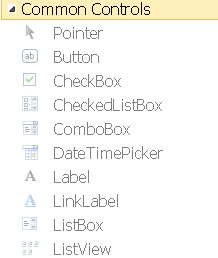 Common Controls
Pointer
Button
CheckBox
CheckedListBox
ComboBox
DateTimePicker
Label
LinkLabel
ListBox
ListView